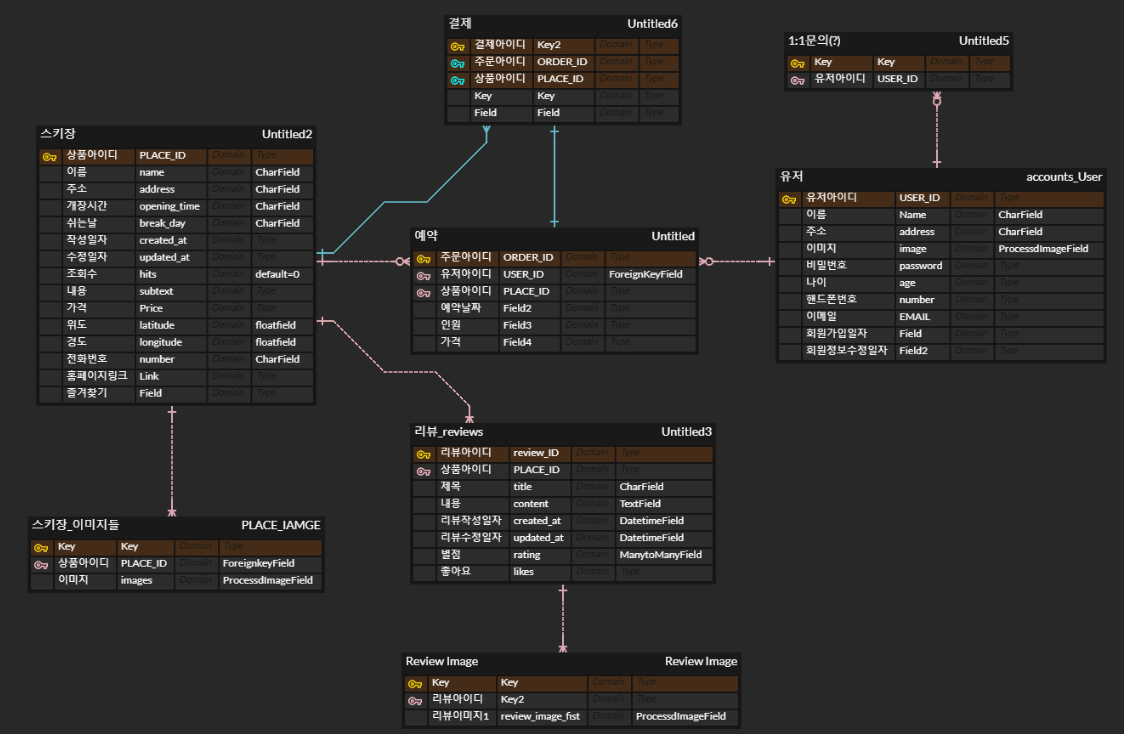 결제 Untitled6
결제아이디 Key2 Domain Type
주문아이디 ORDER_ID Domain Type
상품아이디 PLACE_ID Domain Type
Key Key Domain Type
Field Field Domain Type
1:1문의(?) Untitled5
Key Key Domain Type
유저아이디 USER_ID Domain Type
스키장 Untitled2
상품아이디 PLACE_ID Domain Type
이름 name Domain CharField
주소 address Domain CharField
개장시간 opening_time Domain CharField
쉬는날 break_day Domain CharField
작성일자 created_at Domain Type
수정일자 updated_at Domain Type
조회수 hits Domain default=0
내용 subtext Domain Type
가격 Price Domain Type
위도 latitude Domain floatfield
경도 longitude Domain floatfield
전화번호 number Domain CharField
홈페이지링크 Link Domain Type
즐겨찾기 Field Domain Type
유저 accounts_User
유저아이디 USER_ID Domain Type
이름 Name Domain CharField
주소 address Domain CharField
이미지 image Domain ProcessdImageField
비밀번호 password Domain Type
나이 age Domain Type
핸드폰번호 number Domain Type
이메일 EMAIL Domain Type
회원가입일자 Field Domain Type
회원정보수정일자 Field2 Domain Type
예약 Untitled
주문아이디 ORDER_ID Domain Type
유저아이디 USER_ID Domain ForeignKeyField
상품아이디 PLACE_ID Domain Type
예약날짜 Field2 Domain Type
인원 Field3 Domain Type
가격 Field4 Domain Type
리뷰_reviews Untitled3
리뷰아이디 review_ID Domain Type
상품아이디 PLACE_ID Domain Type
제목 title Domain CharField
내용 content Domain TextField
리뷰작성일자 created_at Domain DatetimeField
리뷰수정일자 updated_at Domain DatetimeField
별점 rating Domain ManytoManyField
좋아요 likes Domain Type
스키장_이미지들 PLACE_IAMGE
Key Key Domain Type
상품아이디 PLACE_ID Domain ForeignkeyField
이미지 images Domain ProcessdImageField
Review Image Review Image
Key Key Domain Type
리뷰아이디 Key2 Domain Type
리뷰이미지1 review_image_fist Domain ProcessdImageField